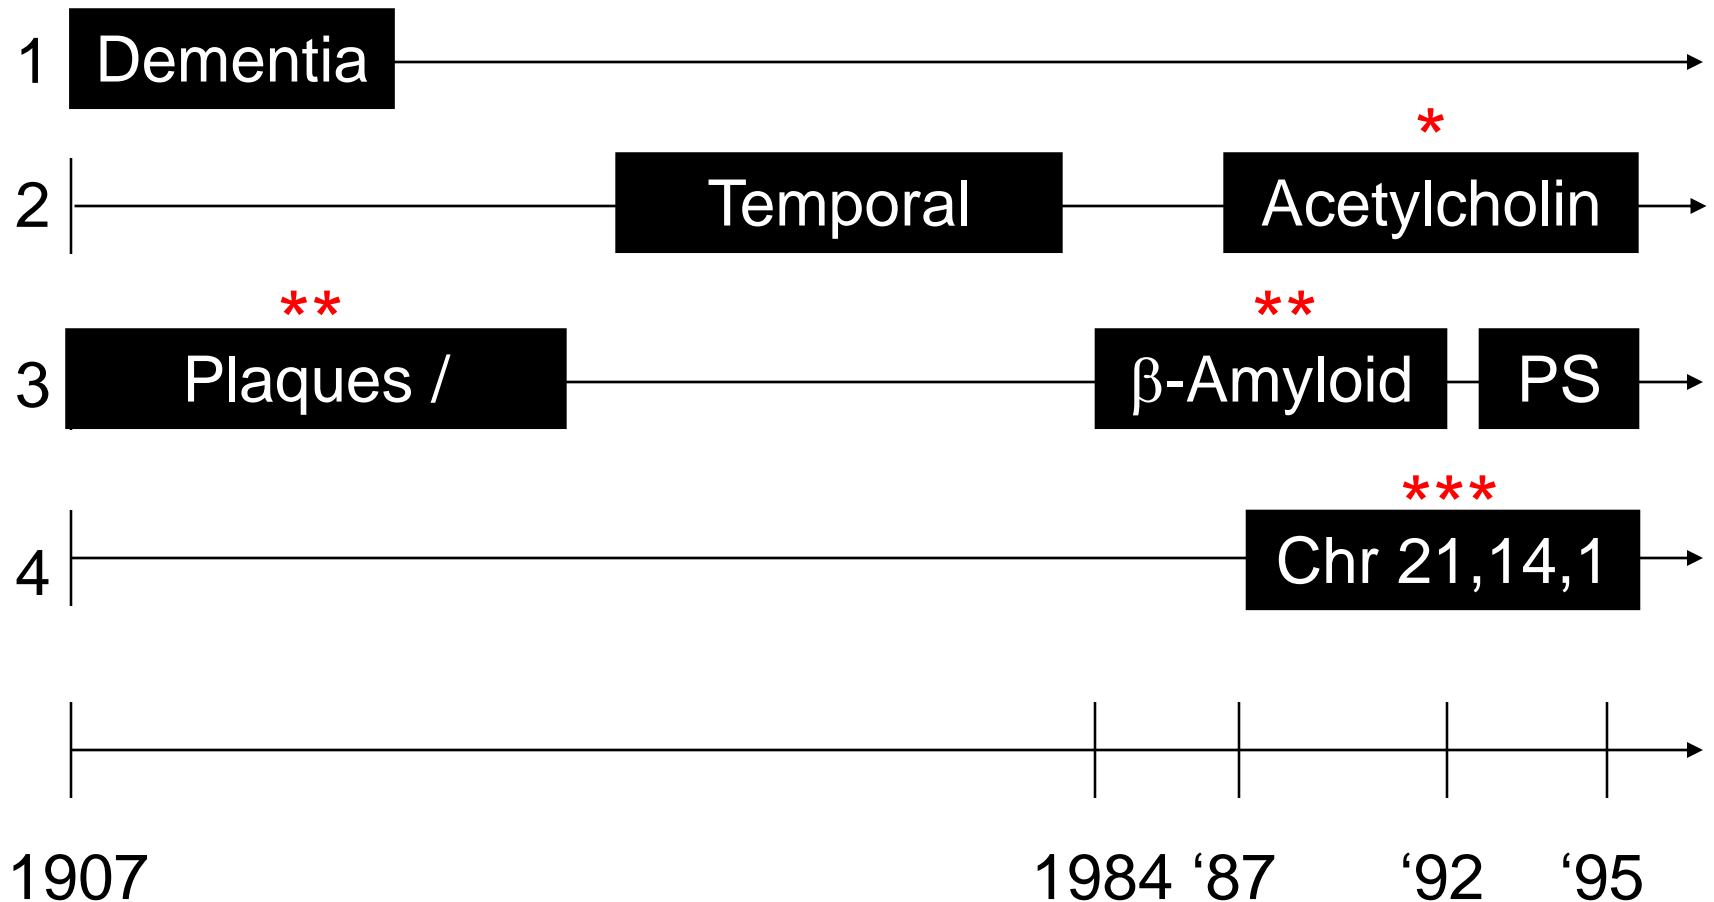 1 Dementia
*
2 Temporal Acetylcholin
** **
3 Plaques / β-Amyloid PS
***
4 Chr 21,14,1
1907 1984 ‘87 ‘92 ‘95